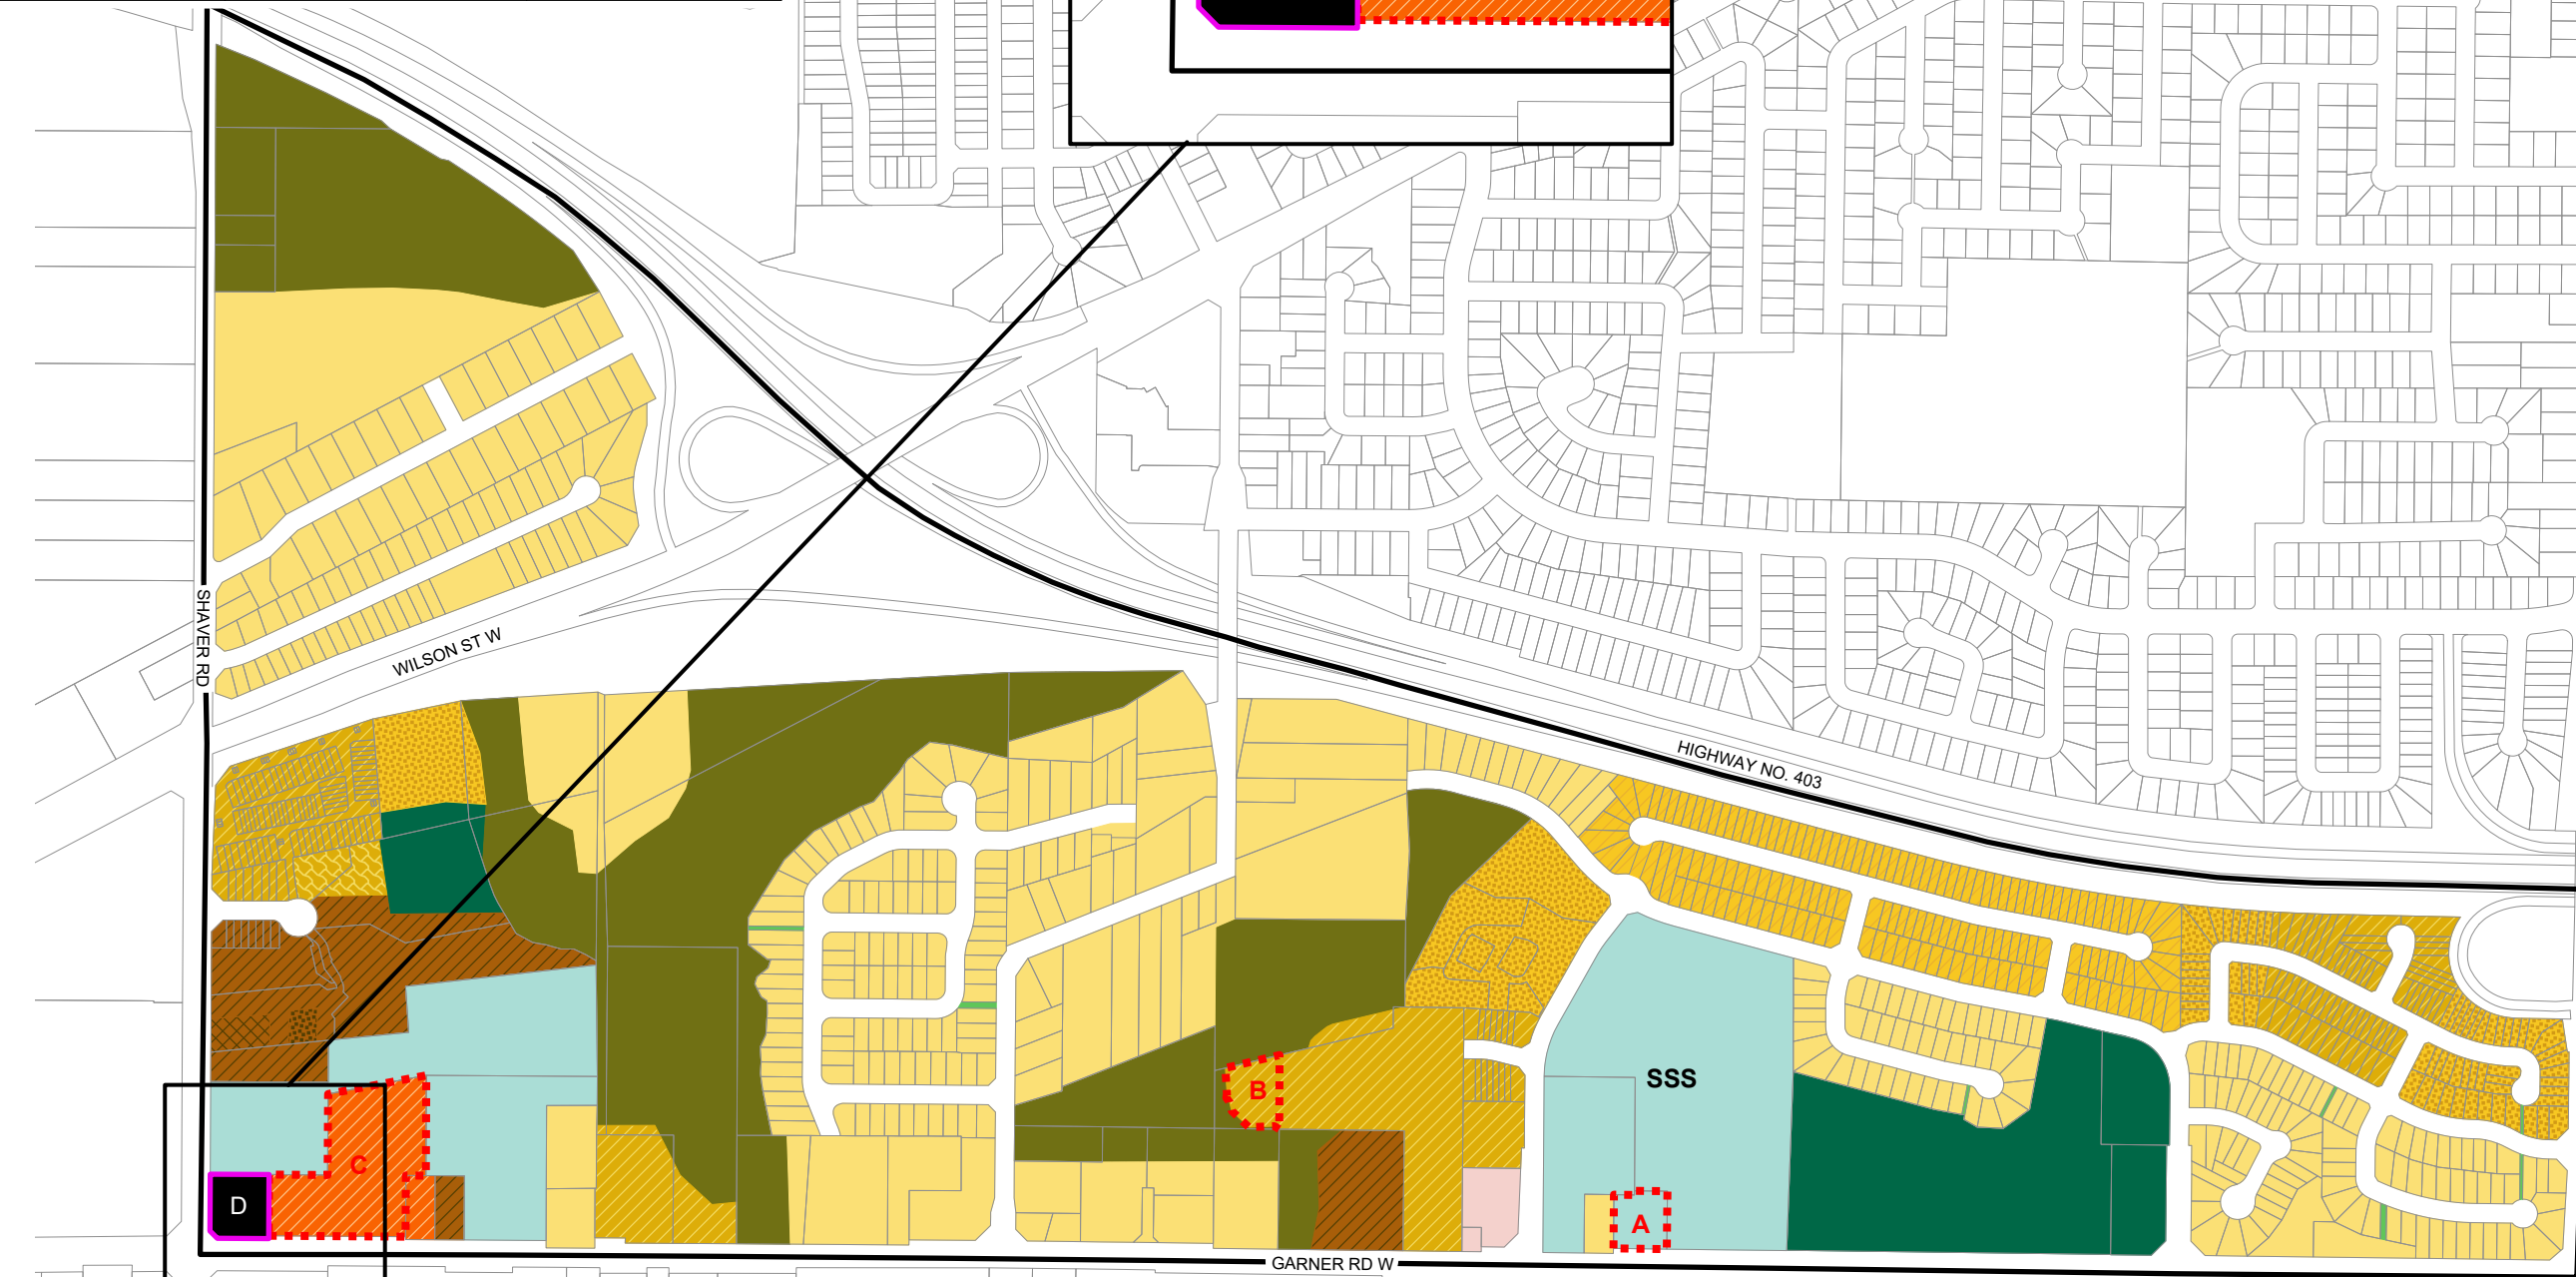 SHAVER RD
WILSON ST W
HIGHWAY NO. 403
SSS
B
C
D
A
GARNER RD W